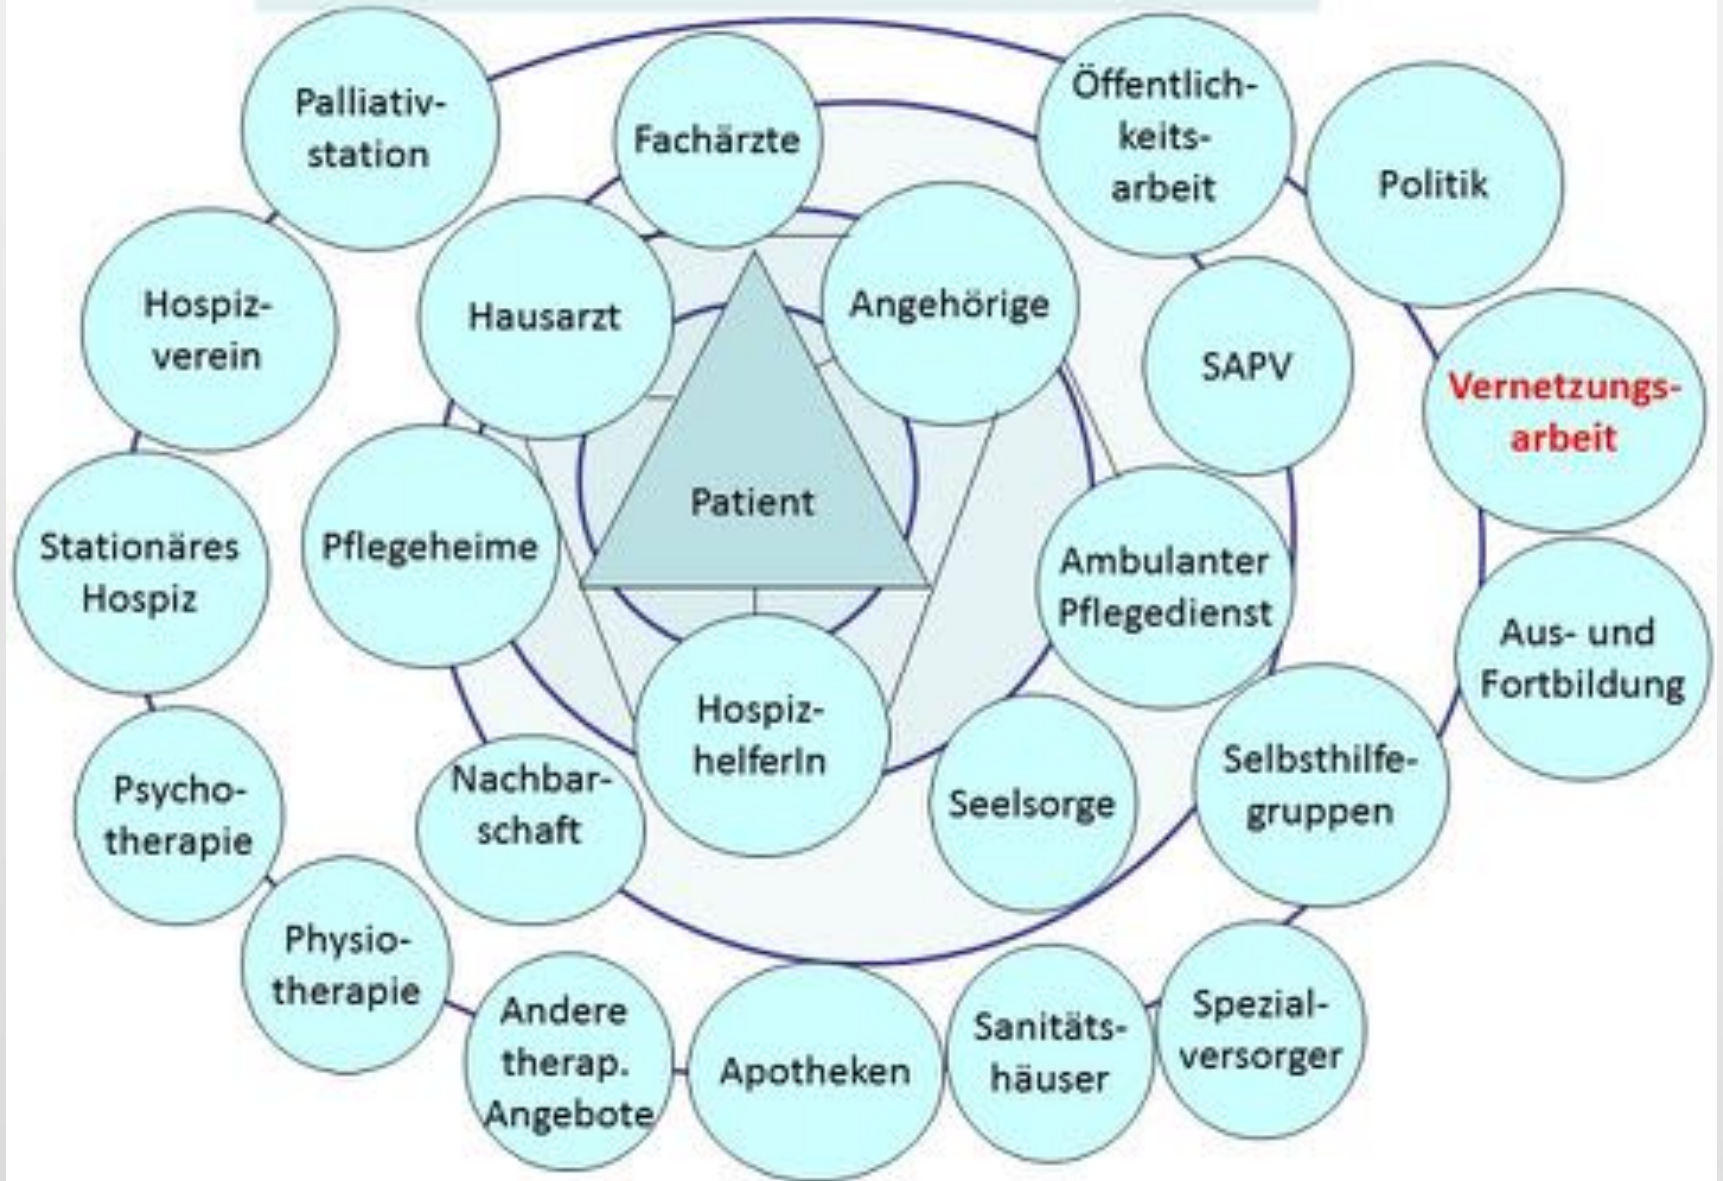 Palliativ-
station
Fachärzte
Öffentlich-
keits-
arbeit
Politik
Hospiz-
verein
Hausarzt
Angehörige
SAPV
Vernetzungs-
arbeit
Patient
Stationäres
Hospiz
Pflegeheime
Ambulanter
Pflegedienst
Aus- und
Fortbildung
Hospiz-
helferIn
Psycho-
therapie
Nachbar-
schaft
Seelsorge
Selbsthilfe-
gruppen
Physio-
therapie
Andere
therap.
Angebote
Apotheken
Sanitäts-
häuser
Spezial-
versorger